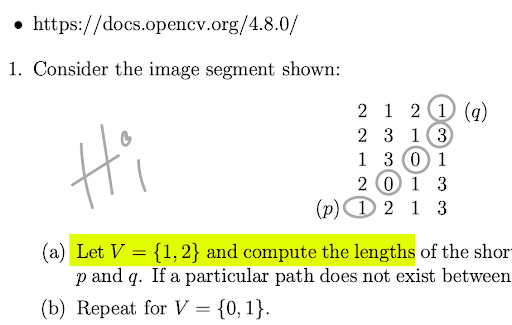 • https://docs.opencv.org/4.8.0/
1. Consider the image segment shown:
Hi
2 1 2 1 (q)
2 3 1 3
1 3 0 1
2 0 1 3
(p) 1 2 1 3
(a) Let V = {1, 2} and compute the lengths of the shor
p and q. If a particular path does not exist between
(b) Repeat for V = {0, 1}.